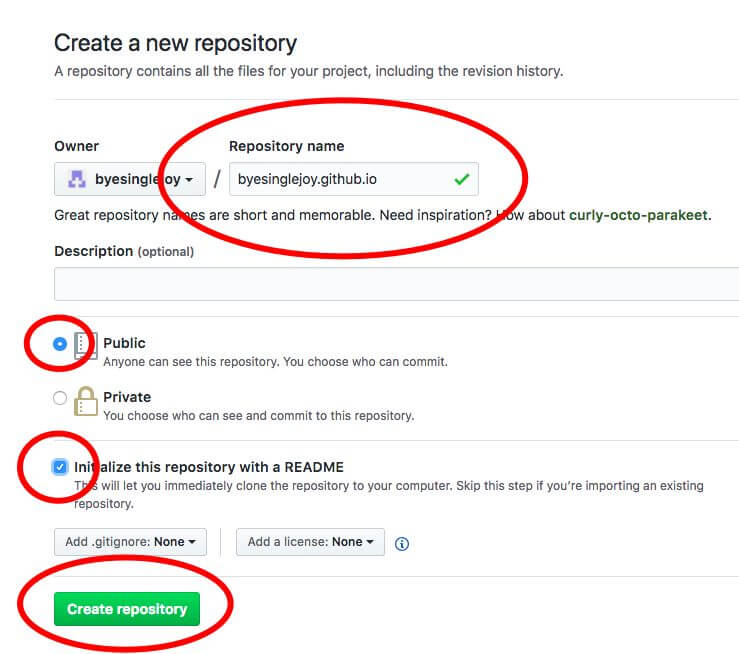 Create a new repository
A repository contains all the files for your project, including the revision history.
Owner
Repository name
byesinglejoy / byesinglejoy.github.io
Great repository names are short and memorable. Need inspiration? How about curly-octo-parakeet.
Description (optional)
Public
Anyone can see this repository. You choose who can commit.
Private
You choose who can see and commit to this repository.
Initialize this repository with a README
This will let you immediately clone the repository to your computer. Skip this step if you’re importing an existing
repository.
Add .gitignore: None
Add a license: None
Create repository